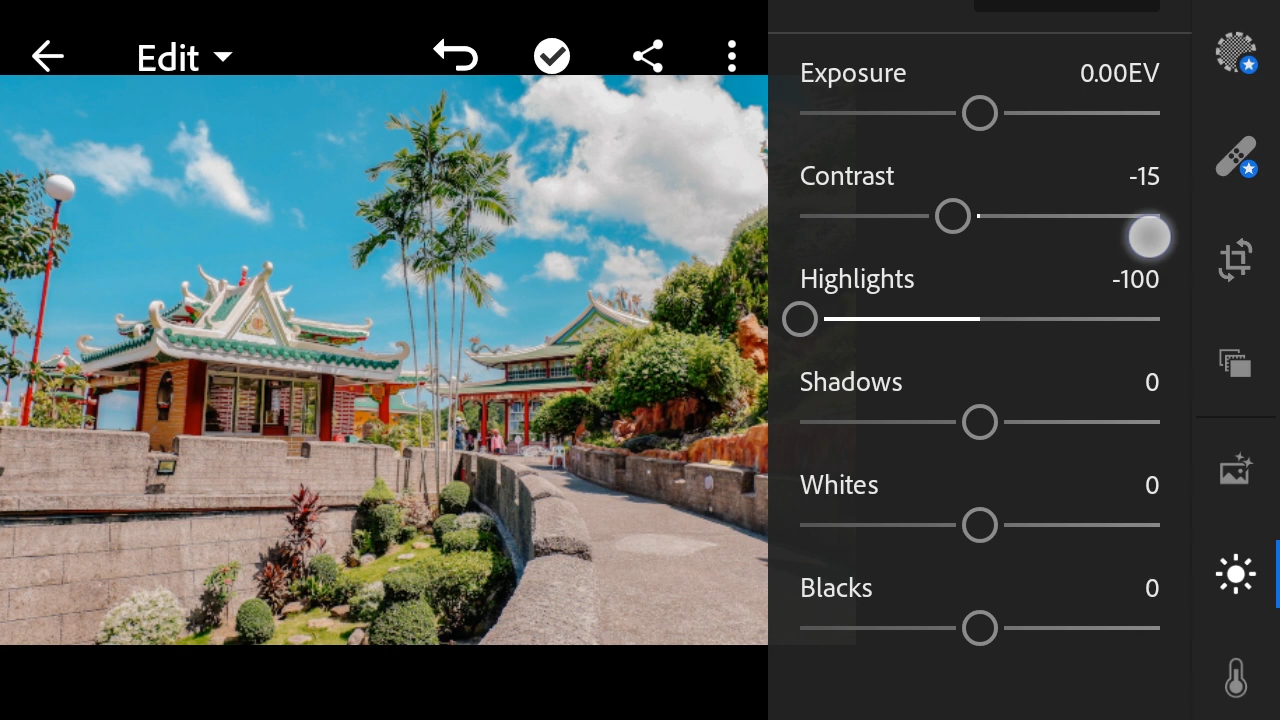 Edit
Exposure 0.00EV
Contrast -15
Highlights -100
Shadows 0
Whites 0
Blacks 0